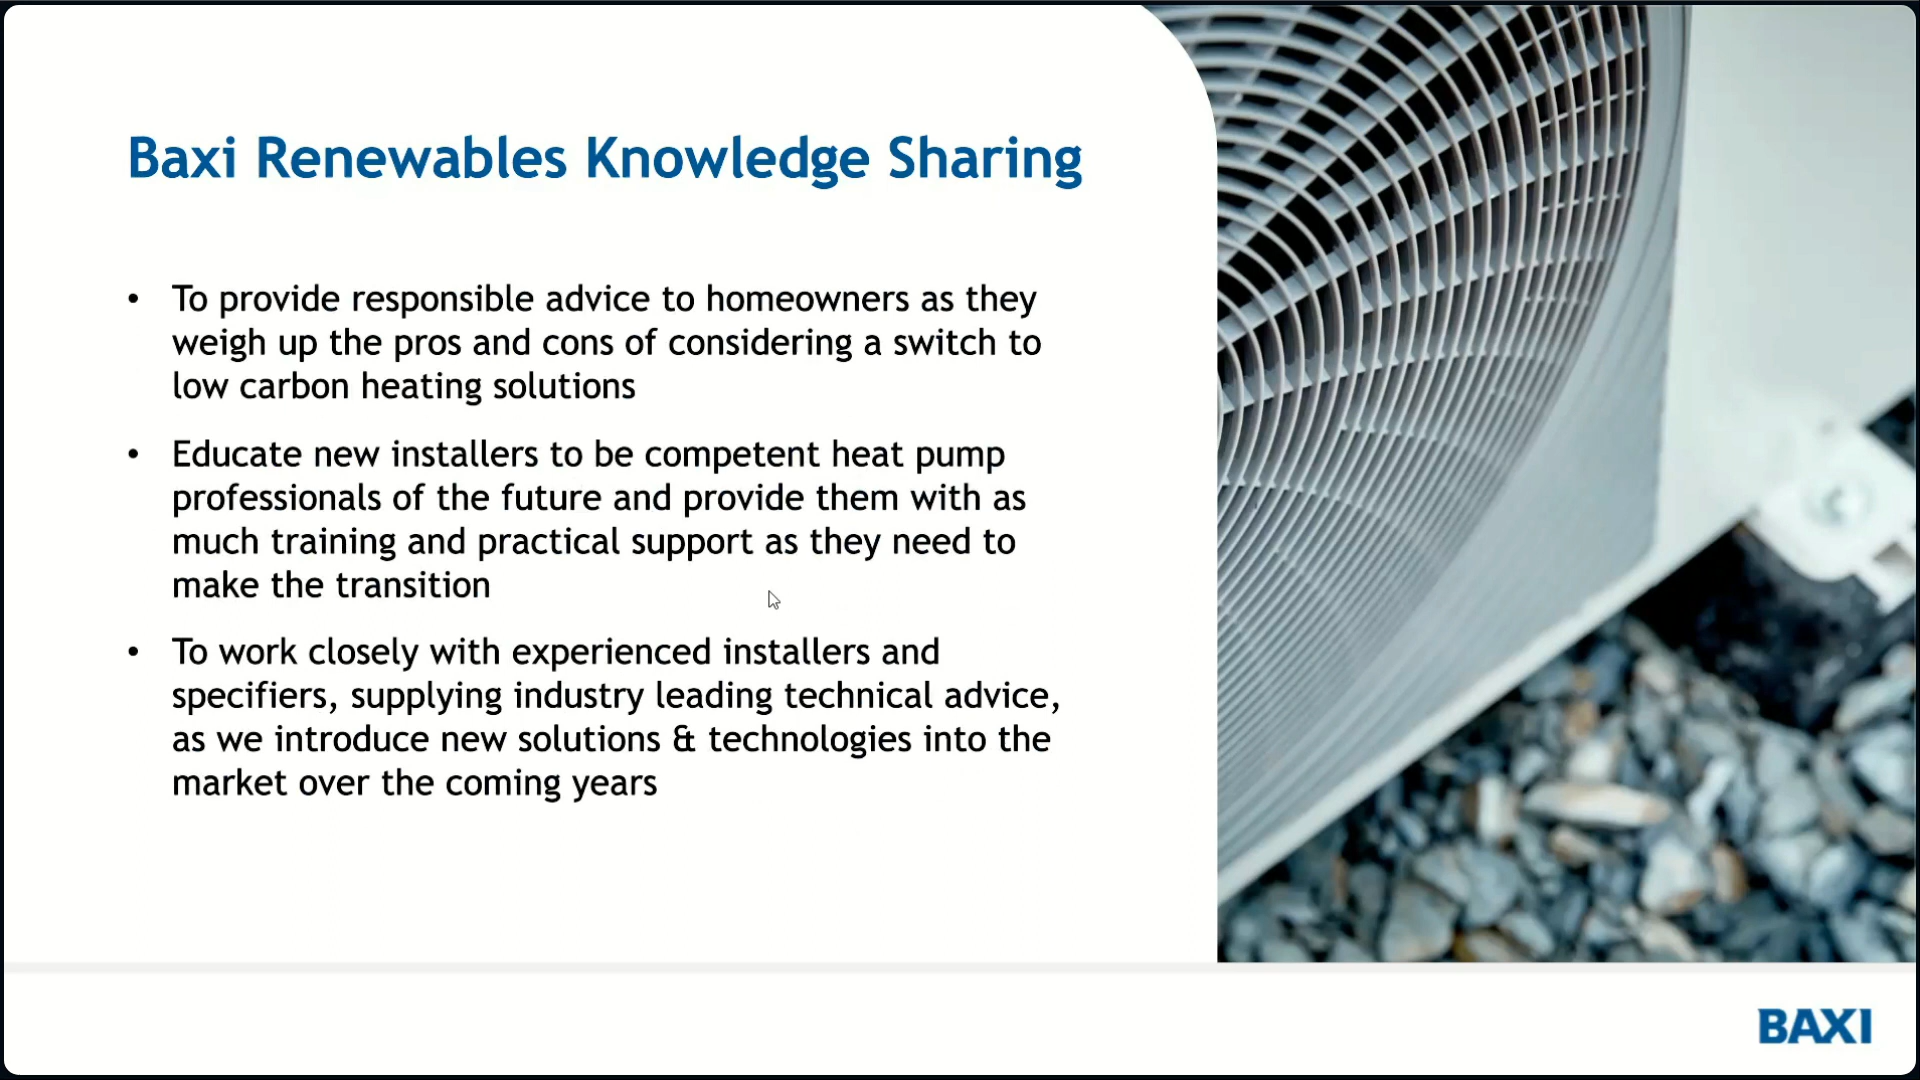 Baxi Renewables Knowledge Sharing
• To provide responsible advice to homeowners as they
weigh up the pros and cons of considering a switch to
low carbon heating solutions
• Educate new installers to be competent heat pump
professionals of the future and provide them with as
much training and practical support as they need to
make the transition
• To work closely with experienced installers and
specifiers, supplying industry leading technical advice,
as we introduce new solutions & technologies into the
market over the coming years
BAXI